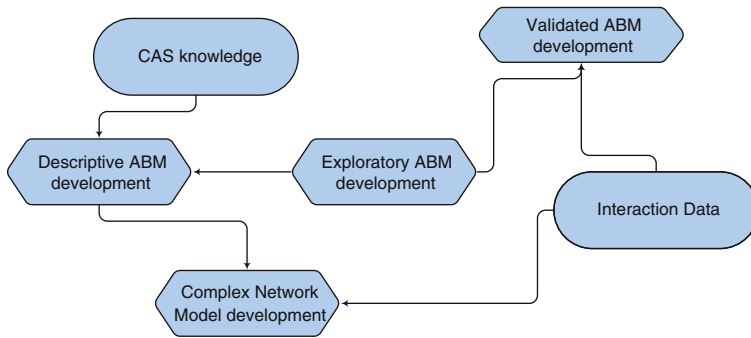 Validated ABM
development
CAS knowledge
Descriptive ABM
development
Exploratory ABM
development
Interaction Data
Complex Network
Model development